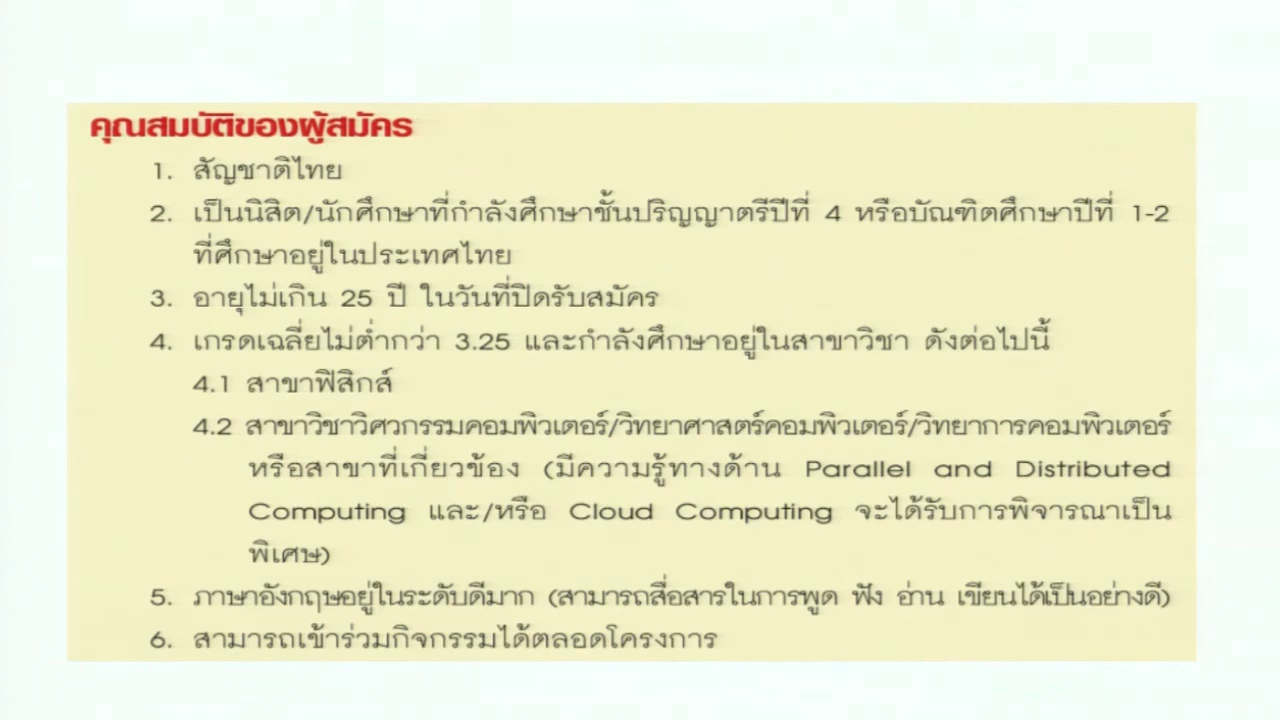 คุณสมบัติของผู้สมัคร
1. สัญชาติไทย
2. เป็นนิสิต/นักศึกษาที่กำลังศึกษาชั้นปริญญาตรีปีที่ 4 หรือบัณฑิตศึกษาปีที่ 1-2
ที่ศึกษาอยู่ในประเทศไทย
3. อายุไม่เกิน 25 ปี ในวันที่ปิดรับสมัคร
4. เกรดเฉลี่ยไม่ต่ำกว่า 3.25 และกำลังศึกษาอยู่ในสาขาวิชา ดังต่อไปนี้
4.1 สาขาฟิสิกส์
4.2 สาขาวิชาวิศวกรรมคอมพิวเตอร์/วิทยาศาสตร์คอมพิวเตอร์/วิทยาการคอมพิวเตอร์
หรือสาขาที่เกี่ยวข้อง (มีความรู้ทางด้าน Parallel and Distributed
Computing และ/หรือ Cloud Computing จะได้รับการพิจารณาเป็น
พิเศษ)
5. ภาษาอังกฤษอยู่ในระดับดีมาก (สามารถสื่อสารในการพูด ฟัง อ่าน เขียนได้เป็นอย่างดี)
6. สามารถเข้าร่วมกิจกรรมได้ตลอดโครงการ